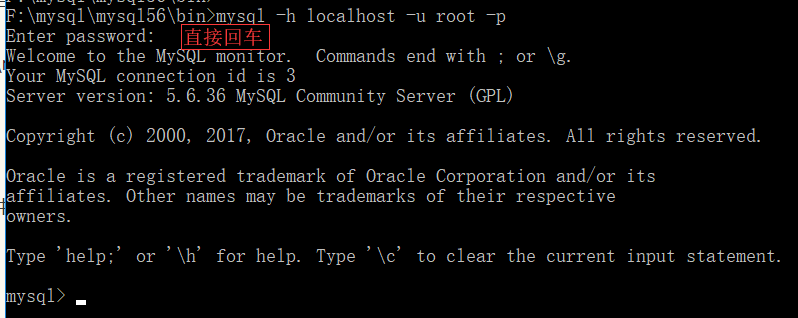 F:\mysql\mysql56\bin>mysql -h localhost -u root -p
Enter password: 直接回车
Welcome to the MySQL monitor.  Commands end with ; or \g.
Your MySQL connection id is 3
Server version: 5.6.36 MySQL Community Server (GPL)
Copyright (c) 2000, 2017, Oracle and/or its affiliates. All rights reserved.
Oracle is a registered trademark of Oracle Corporation and/or its
affiliates. Other names may be trademarks of their respective
owners.
Type 'help;' or '\h' for help. Type '\c' to clear the current input statement.
mysql>